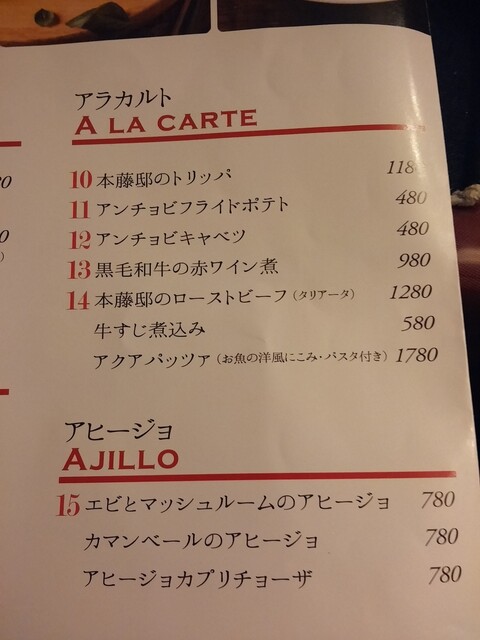 アラカルト
A LA CARTE
10 本藤邸のトリッパ 118
11 アンチョビフライドポテト 480
12 アンチョビキャベツ 480
13 黒毛和牛の赤ワイン煮 980
14 本藤邸のローストビーフ(タリアータ) 1280
牛すじ煮込み 580
アクアパッツァ(お魚の洋風にこみ・パスタ付き) 1780
アヒージョ
AJILLO
15 エビとマッシュルームのアヒージョ 780
カマンベールのアヒージョ 780
アヒージョカプリチョーザ 780